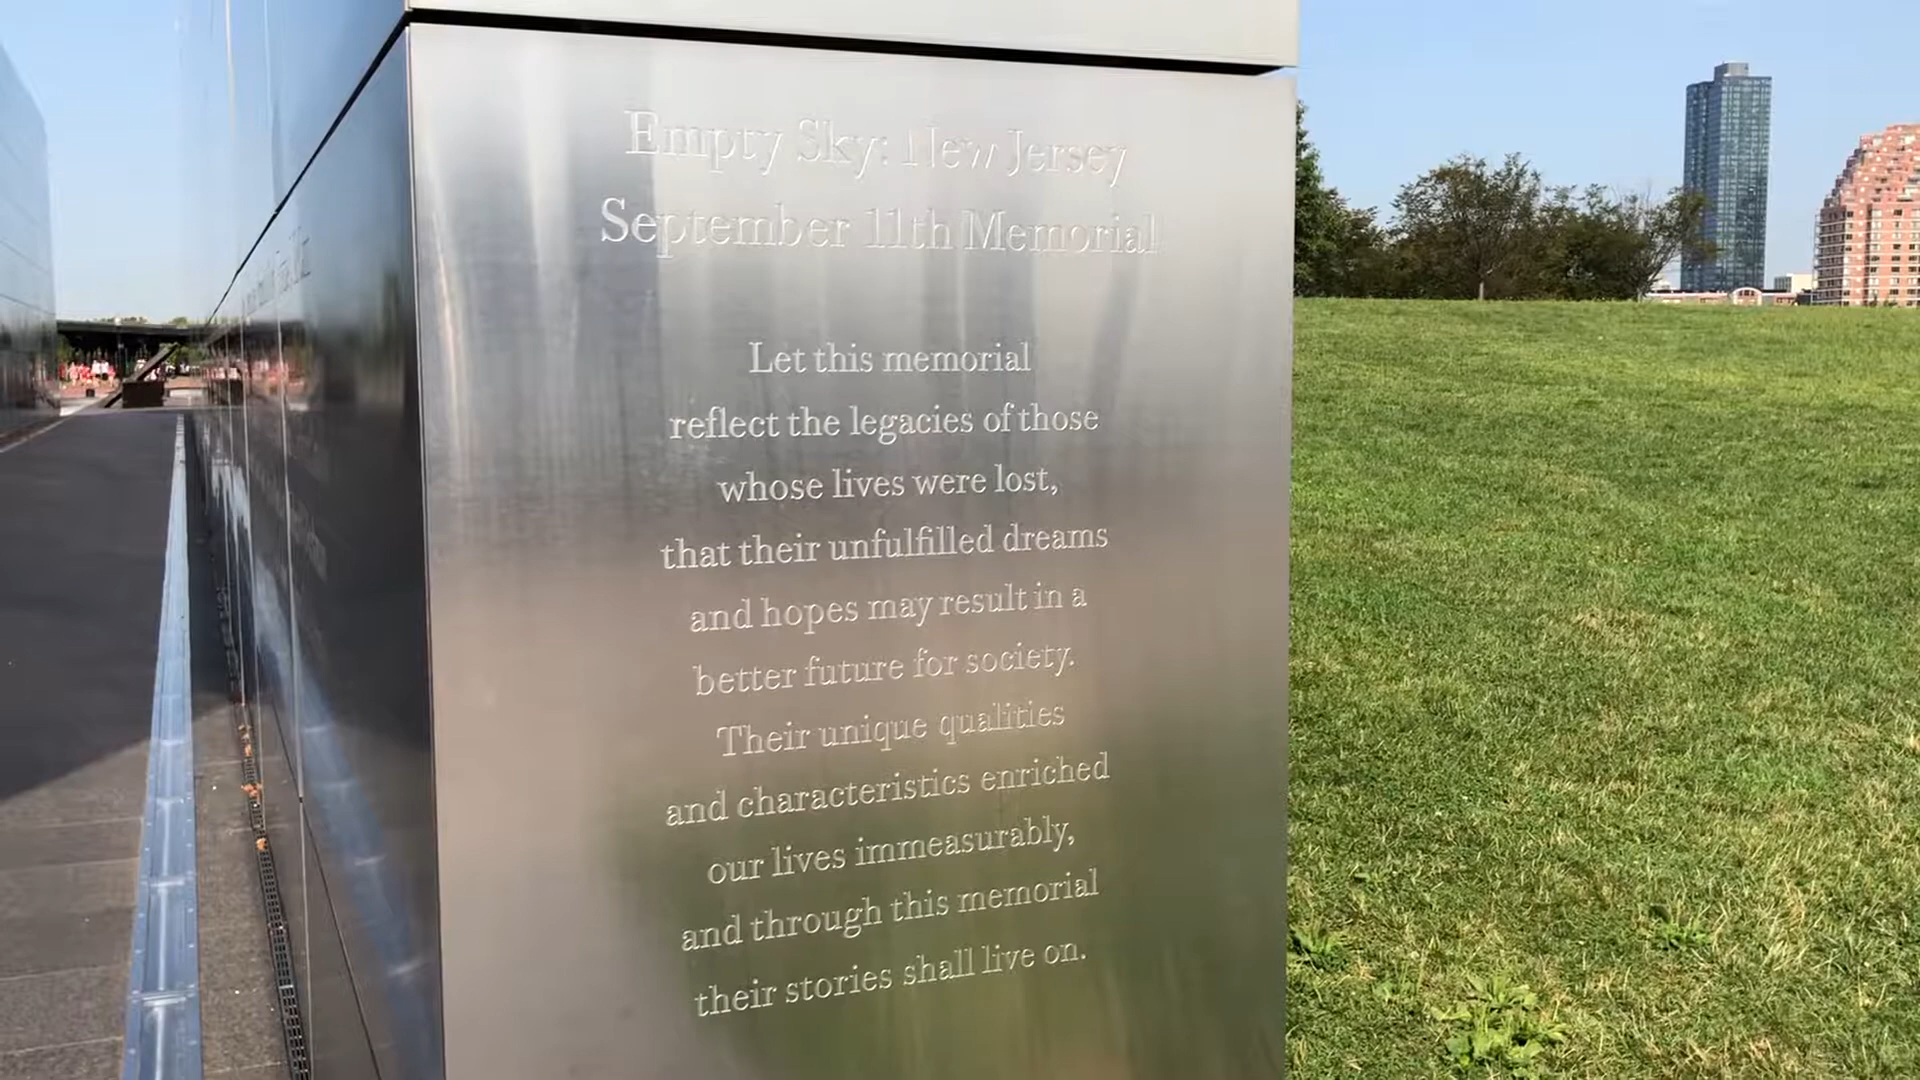 Empty Sky: New Jersey
September 11th Memorial
Let this memorial
reflect the legacies of those
whose lives were lost,
that their unfulfilled dreams
and hopes may result in a
better future for society.
Their unique qualities
and characteristics enriched
our lives immeasurably,
and through this memorial
their stories shall live on.